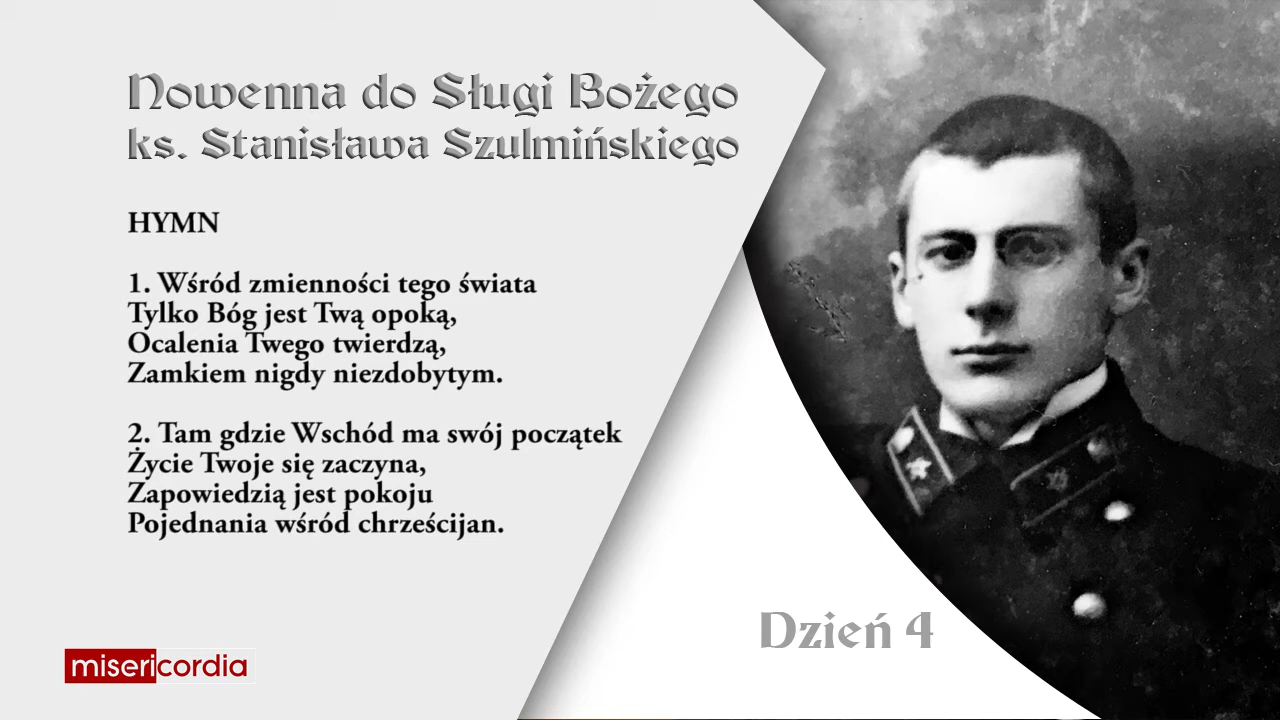 Nowenna do Sługi Bożego
ks. Stanisława Szulmińskiego
HYMN
1. Wśród zmienności tego świata
Tylko Bóg jest Twą opoką,
Ocalenia Twego twierdzą,
Zamkiem nigdy niezdobytym.
2. Tam gdzie Wschód ma swój początek
Życie Twoje się zaczyna,
Zapowiedzią jest pokoju
Pojednania wśród chrześcijan.
Dzień 4
misericordia